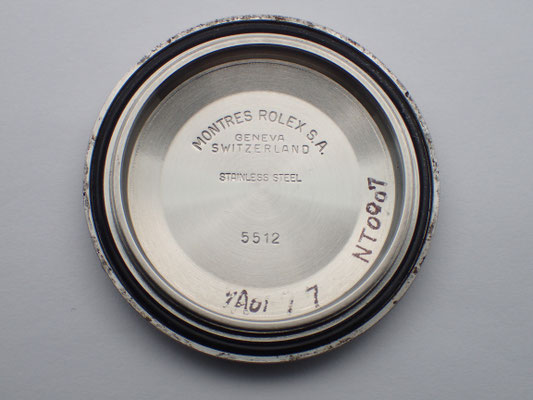 MONTRES ROLEX S.A.
GENEVA
SWITZERLAND
STAINLESS STEEL
5512
NT0907